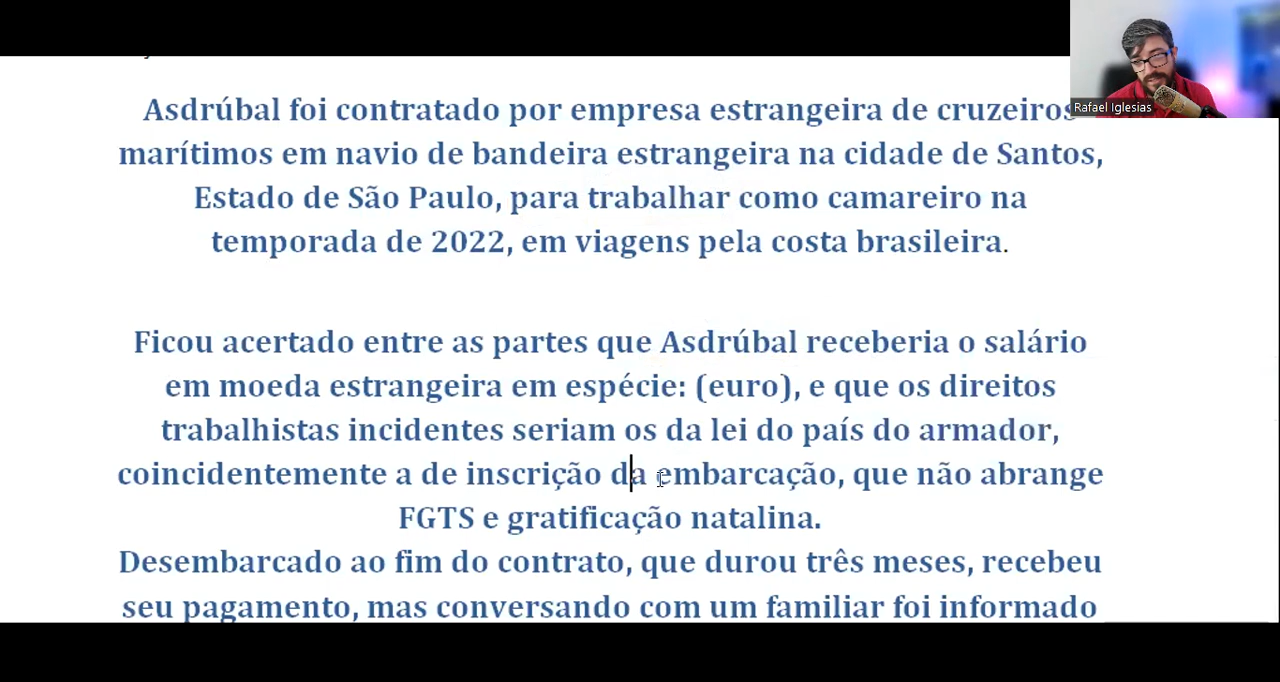 Rafael Iglesias
Asdrúbal foi contratado por empresa estrangeira de cruzeiros
marítimos em navio de bandeira estrangeira na cidade de Santos,
Estado de São Paulo, para trabalhar como camareiro na
temporada de 2022, em viagens pela costa brasileira.
Ficou acertado entre as partes que Asdrúbal receberia o salário
em moeda estrangeira em espécie: (euro), e que os direitos
trabalhistas incidentes seriam os da lei do país do armador,
coincidentemente a de inscrição da embarcação, que não abrange
FGTS e gratificação natalina.
Desembarcado ao fim do contrato, que durou três meses, recebeu
seu pagamento, mas conversando com um familiar foi informado